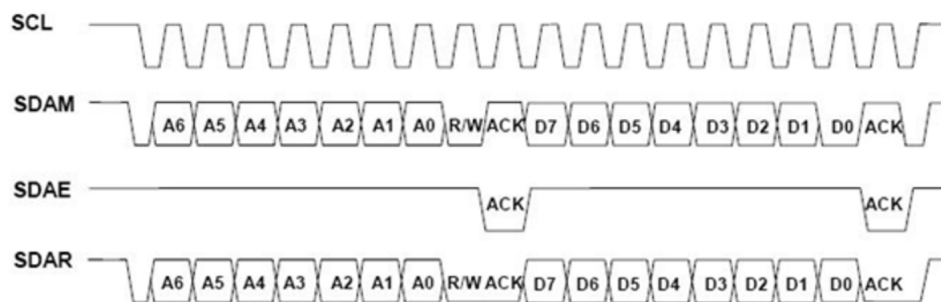 SCL
SDAM A6 A5 A4 A3 A2 A1 A0 R/W ACK D7 D6 D5 D4 D3 D2 D1 D0 ACK
SDAE ACK ACK
SDAR A6 A5 A4 A3 A2 A1 A0 R/W ACK D7 D6 D5 D4 D3 D2 D1 D0 ACK